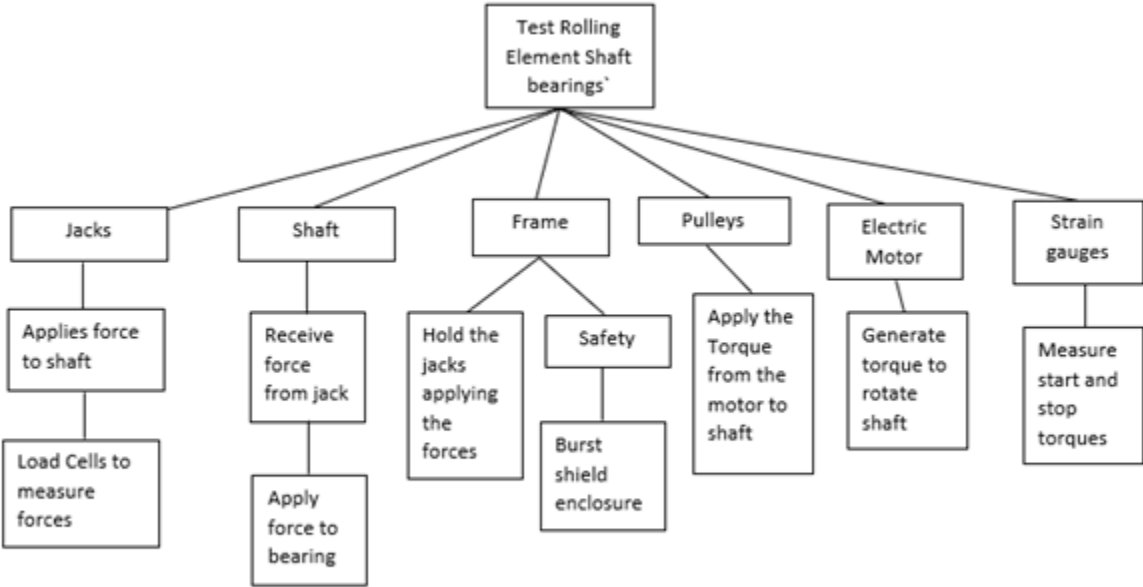 Test Rolling
Element Shaft
bearings`
Jacks
Shaft
Frame
Pulleys
Electric
Motor
Strain
gauges
Applies force
to shaft
Receive
force
from jack
Hold the
jacks
applying
the
forces
Safety
Apply the
Torque
from the
motor to
shaft
Generate
torque to
rotate
shaft
Measure
start and
stop
torques
Load Cells to
measure
forces
Apply
force to
bearing
Burst
shield
enclosure